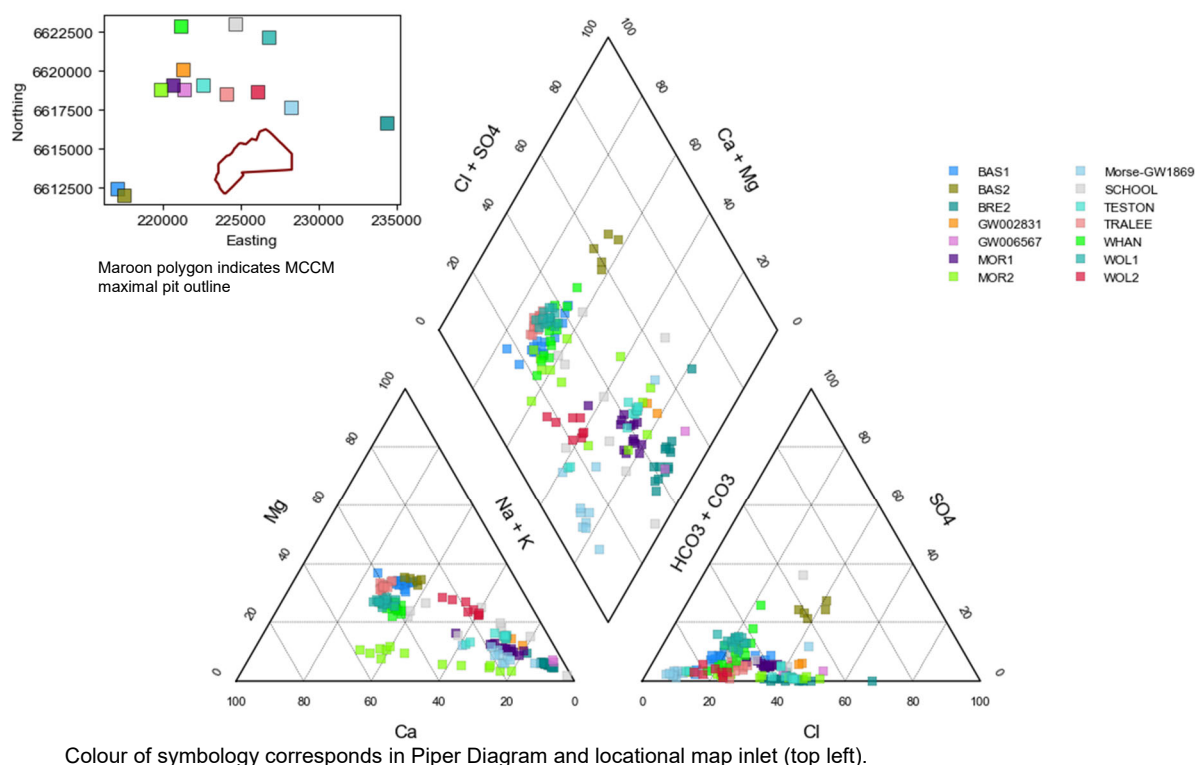 6622500
6620000
6617500
6615000
6612500
Northing
220000 225000 230000 235000
Easting
Maroon polygon indicates MCCM
maximal pit outline
100 100
80 80
60 60
40 40
20 20
0 0
Cl + SO4
Ca + Mg
BAS1
BAS2
BRE2
GW002831
GW006567
MOR1
MOR2
Morse-GW1869
SCHOOL
TESTON
TRALEE
WHAN
WOL1
WOL2
100
80
60
40
20
0
Mg
Na + K
100 80 60 40 20 0
Ca
HCO3 + CO3
100
80
60
40
20
0
SO4
0 20 40 60 80 100
Cl
Colour of symbology corresponds in Piper Diagram and locational map inlet (top left).